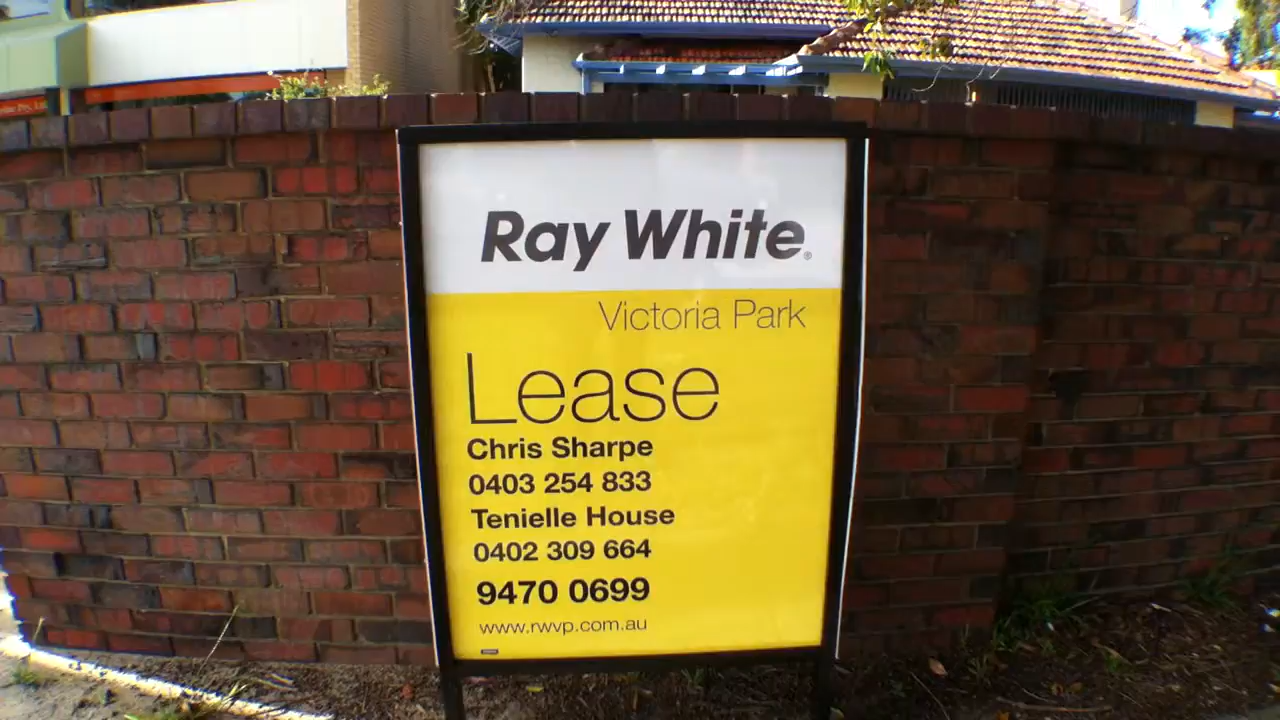 Ray White
Victoria Park
Lease
Chris Sharpe
0403 254 833
Tenielle House
0402 309 664
9470 0699
www.rwvp.com.au